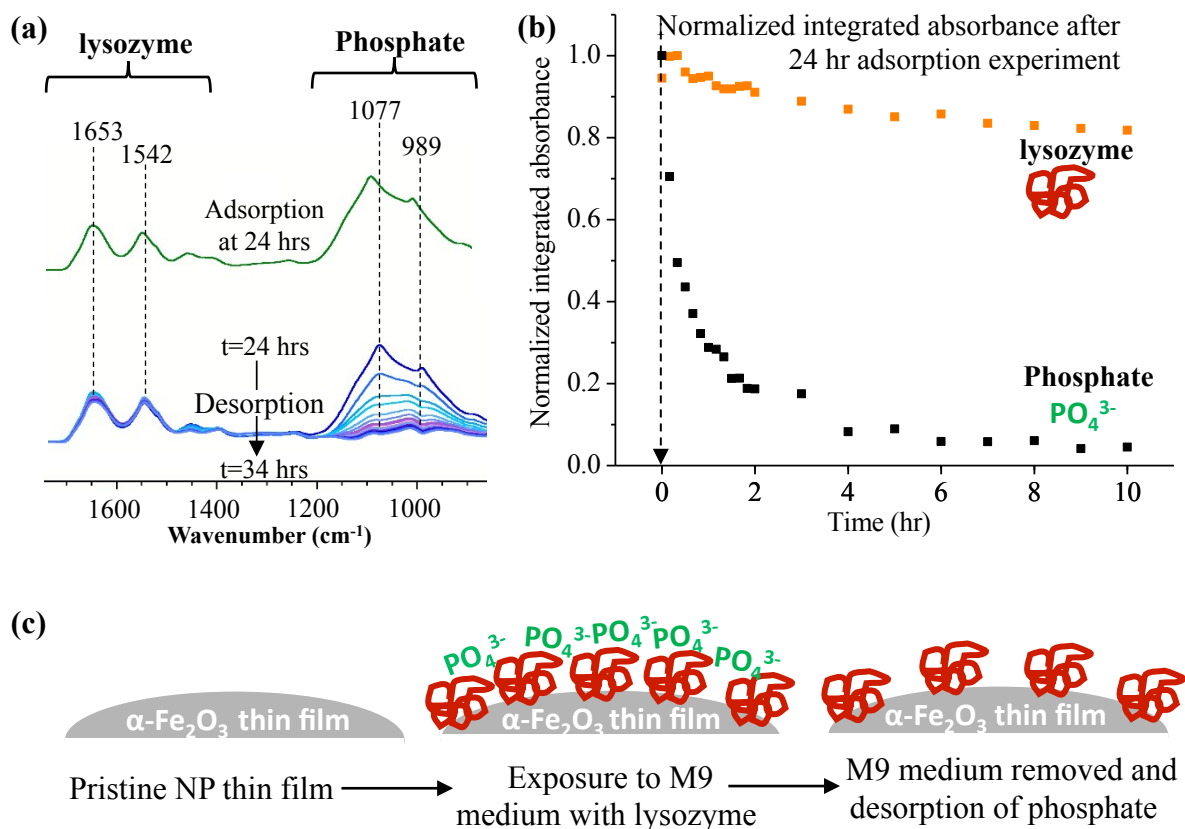 (a)
lysozyme
Phosphate
1077
1653
989
1542
Adsorption
at 24 hrs
t=24 hrs
Desorption
t=34 hrs
1600
1400
1200
1000
Wavenumber (cm⁻¹)
(b)
Normalized integrated absorbance after
24 hr adsorption experiment
Normalized integrated absorbance
1.0
0.8
0.6
0.4
0.2
0.0
lysozyme
Phosphate
PO₄³⁻
0
2
4
6
8
10
Time (hr)
(c)
PO₄³⁻
PO₄³⁻
PO₄³⁻
PO₄³⁻
PO₄³⁻
α-Fe₂O₃ thin film
α-Fe₂O₃ thin film
α-Fe₂O₃ thin film
Pristine NP thin film
Exposure to M9
medium with lysozyme
M9 medium removed and
desorption of phosphate